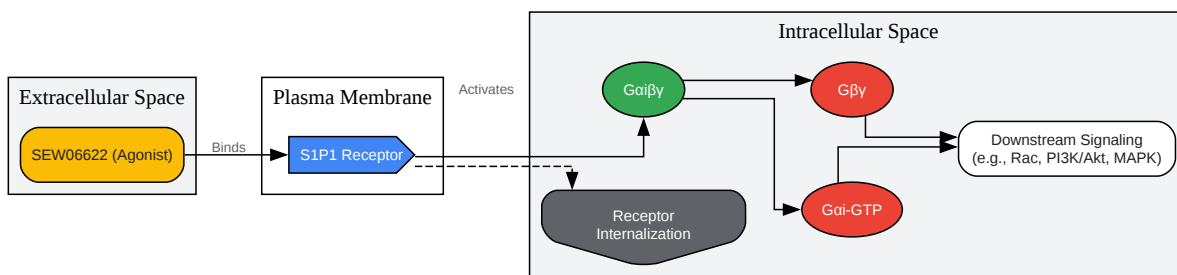 Extracellular Space
SEW06622 (Agonist)
Binds
Plasma Membrane
S1P1 Receptor
Activates
Intracellular Space
Gαiβγ
Gβγ
Gαi-GTP
Receptor
Internalization
Downstream Signaling
(e.g., Rac, PI3K/Akt, MAPK)